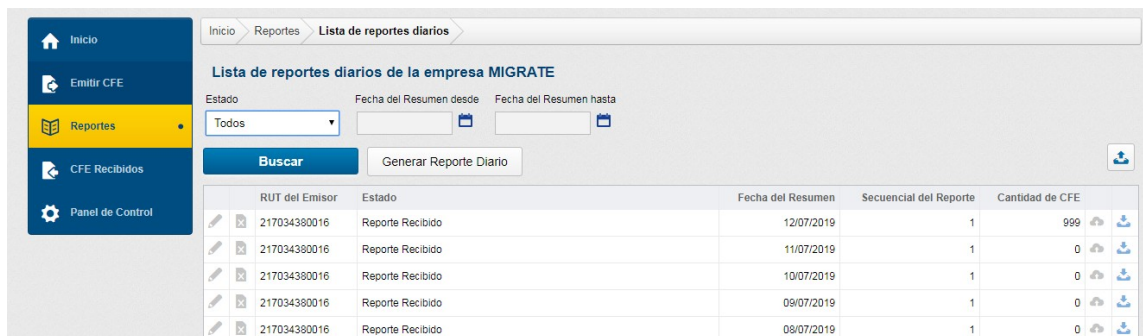 Inicio
Emitir CFE
Reportes
CFE Recibidos
Panel de Control
Inicio Reportes Lista de reportes diarios
Lista de reportes diarios de la empresa MIGRATE
Estado Fecha del Resumen desde Fecha del Resumen hasta
Todos
Buscar Generar Reporte Diario
RUT del Emisor Estado Fecha del Resumen Secuencial del Reporte Cantidad de CFE
217034380016 Reporte Recibido 12/07/2019 1 999
217034380016 Reporte Recibido 11/07/2019 1 0
217034380016 Reporte Recibido 10/07/2019 1 0
217034380016 Reporte Recibido 09/07/2019 1 0
217034380016 Reporte Recibido 08/07/2019 1 0